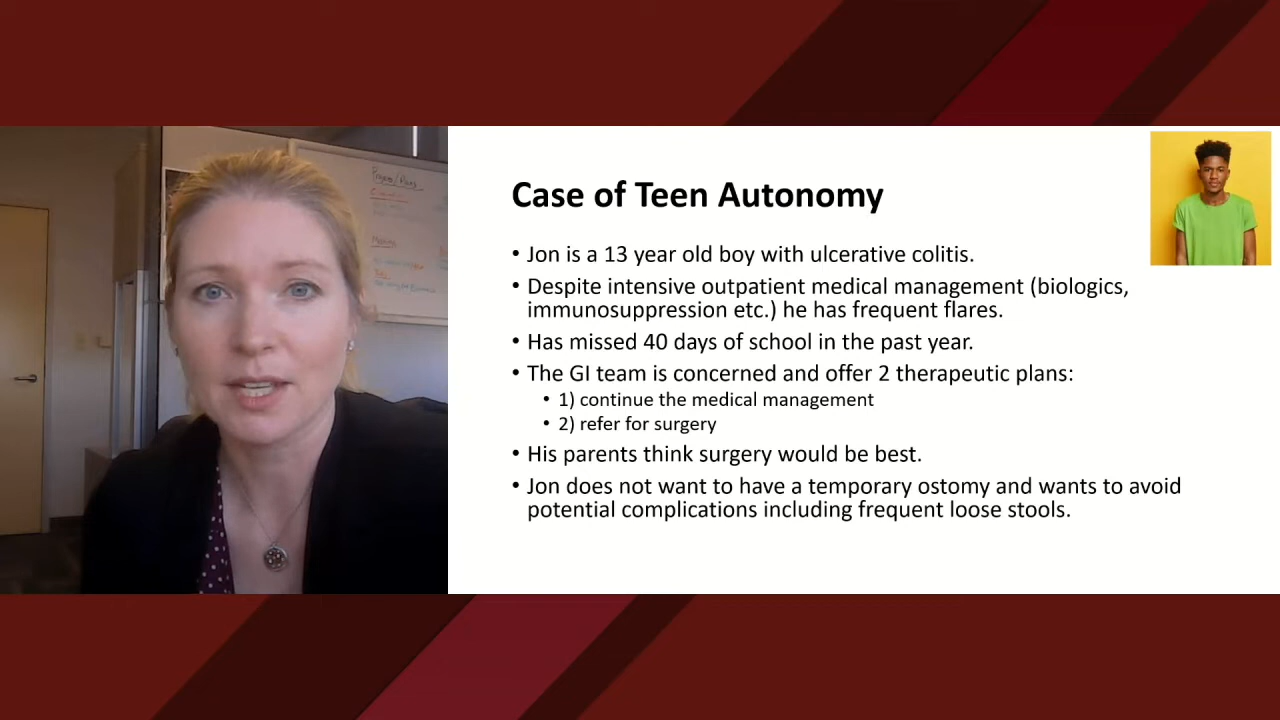 Projects/Plans
Case of Teen Autonomy
• Jon is a 13 year old boy with ulcerative colitis.
• Despite intensive outpatient medical management (biologics,
immunosuppression etc.) he has frequent flares.
• Has missed 40 days of school in the past year.
• The GI team is concerned and offer 2 therapeutic plans:
• 1) continue the medical management
• 2) refer for surgery
• His parents think surgery would be best.
• Jon does not want to have a temporary ostomy and wants to avoid
potential complications including frequent loose stools.